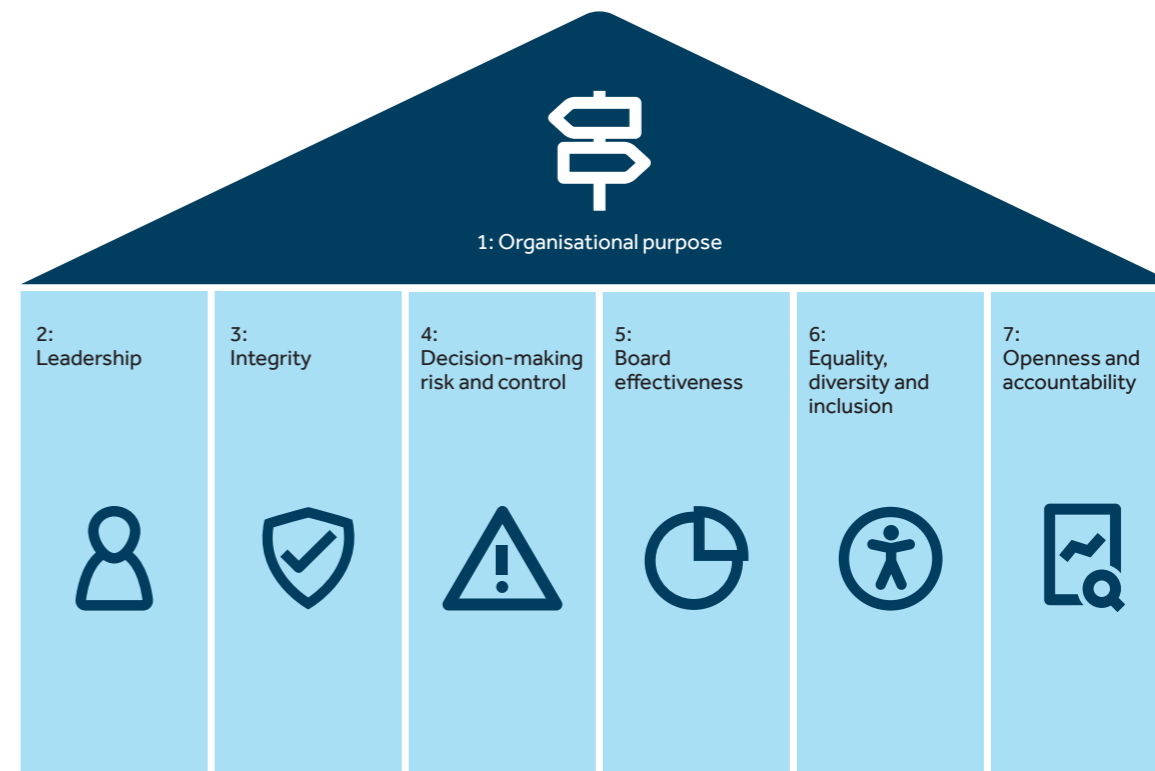 1: Organisational purpose
2:
Leadership
3:
Integrity
4:
Decision-making
risk and control
5:
Board
effectiveness
6:
Equality,
diversity and
inclusion
7:
Openness and
accountability